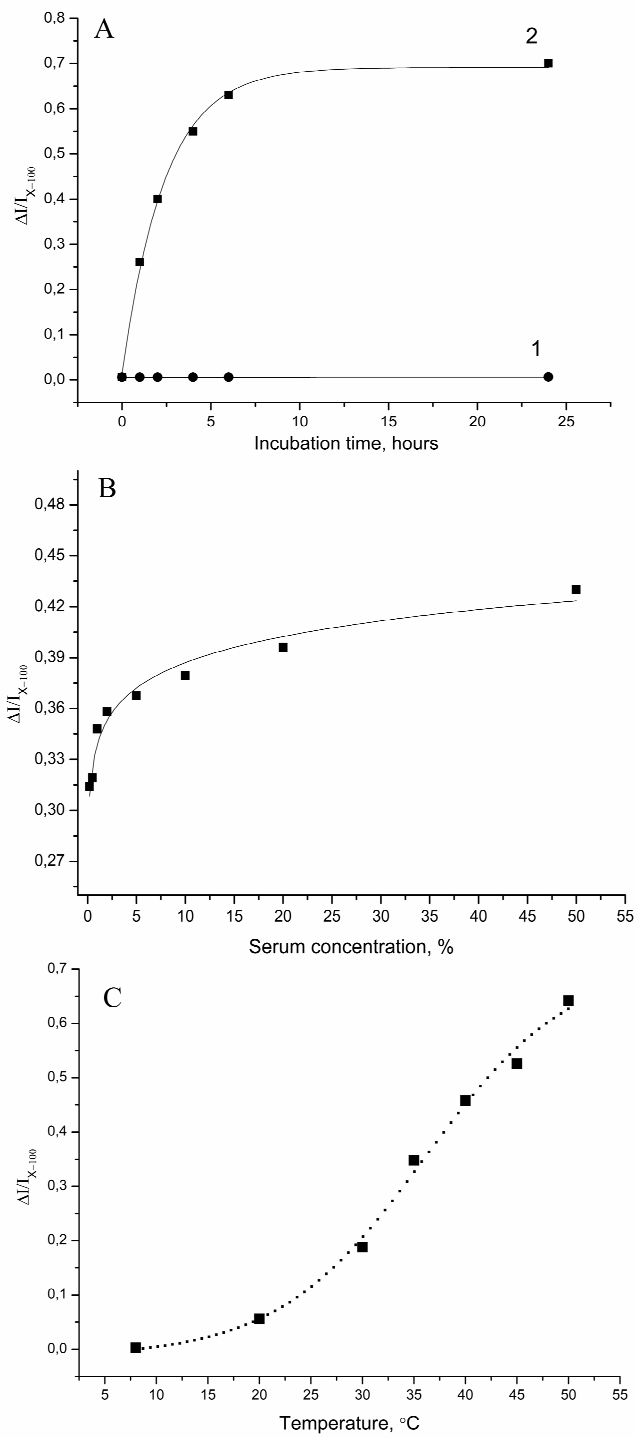 A
2
1
0,8
0,7
0,6
0,5
0,4
0,3
0,2
0,1
0,0
ΔI/I X−100
0 5 10 15 20 25
Incubation time, hours
B
0,48
0,45
0,42
0,39
0,36
0,33
0,30
0,27
ΔI/I X−100
0 5 10 15 20 25 30 35 40 45 50 55
Serum concentration, %
C
0,7
0,6
0,5
0,4
0,3
0,2
0,1
0,0
ΔI/I X−100
5 10 15 20 25 30 35 40 45 50 55
Temperature, °C